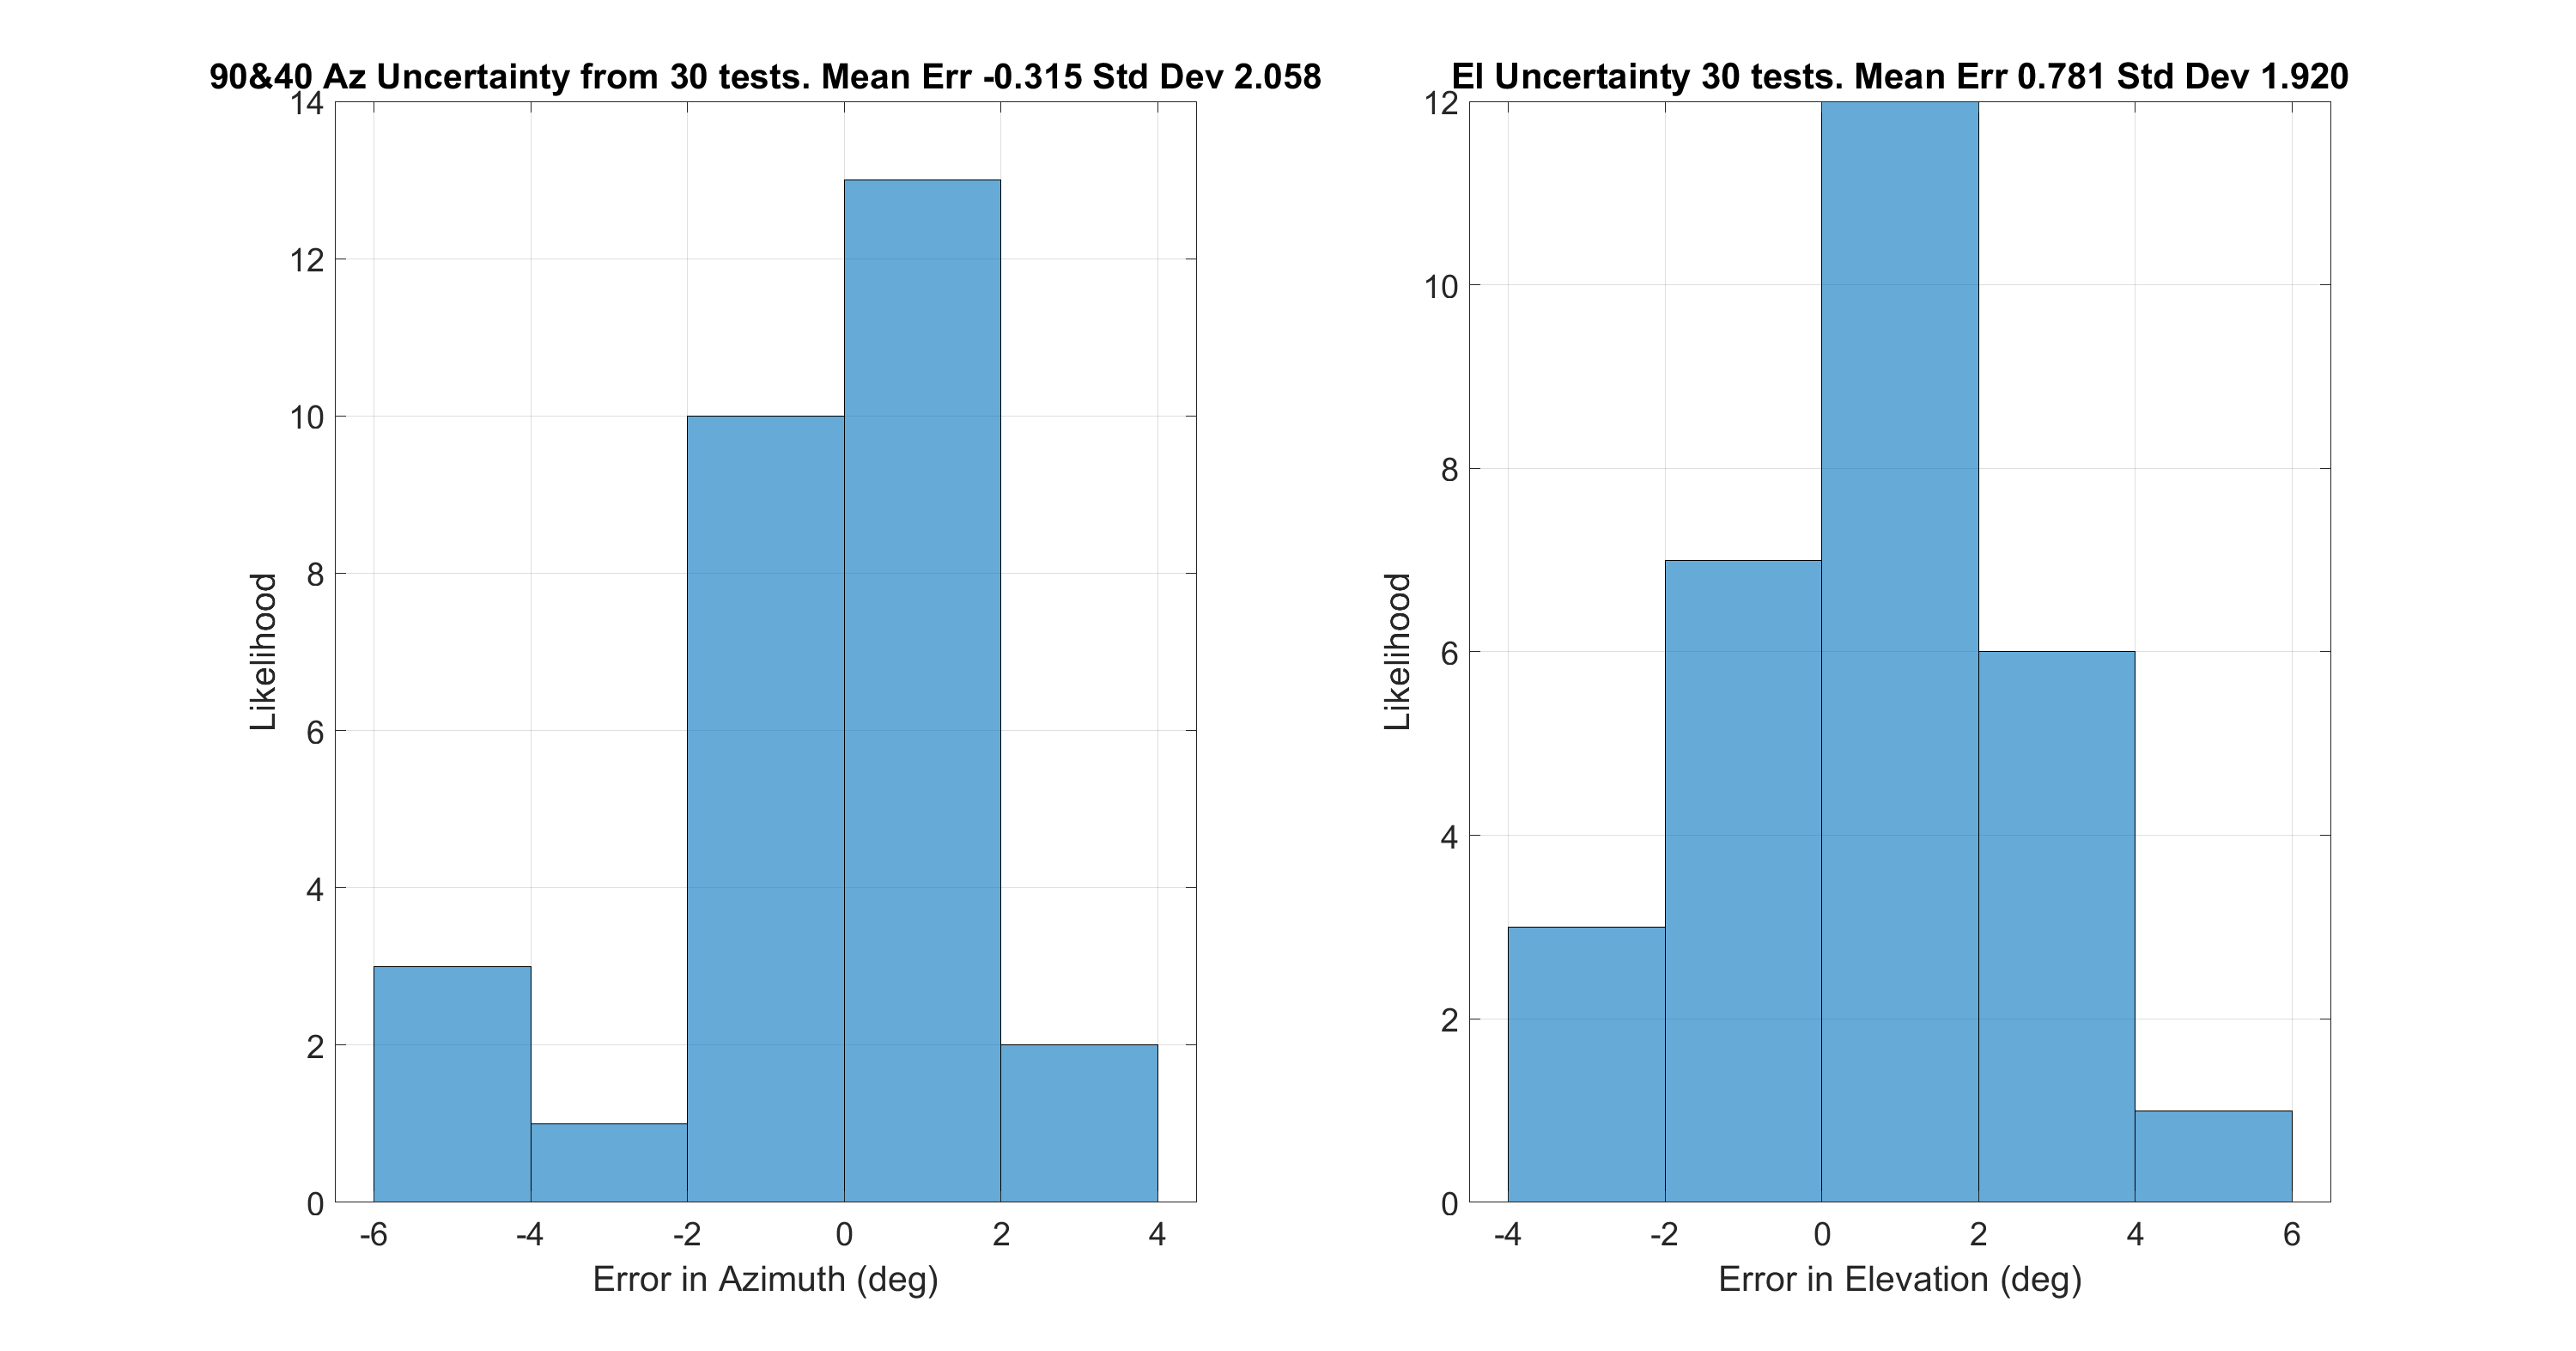 90&40 Az Uncertainty from 30 tests. Mean Err -0.315 Std Dev 2.058
14
12
10
8
6
4
2
0
Likelihood
-6 -4 -2 0 2 4
Error in Azimuth (deg)
El Uncertainty 30 tests. Mean Err 0.781 Std Dev 1.920
12
10
8
6
4
2
0
Likelihood
-4 -2 0 2 4 6
Error in Elevation (deg)